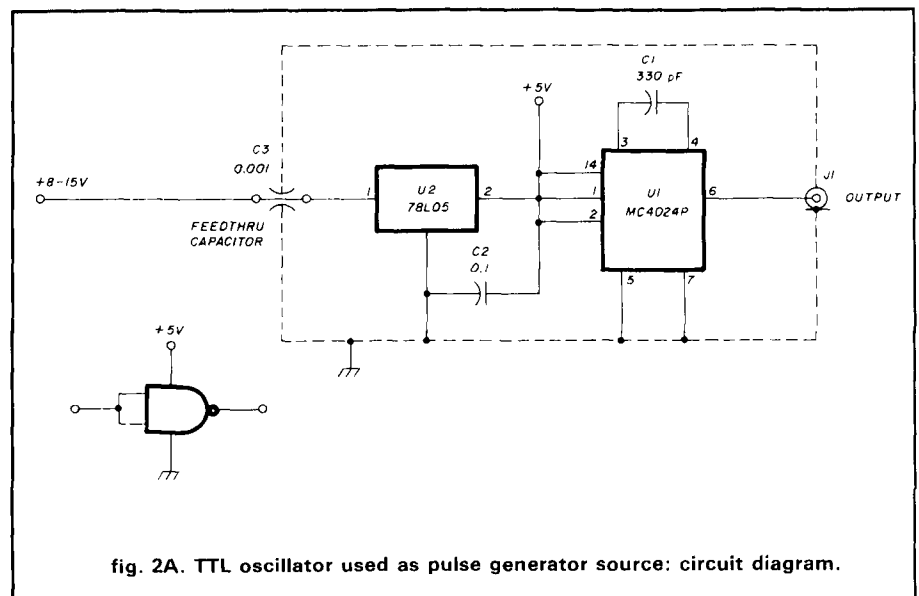 C1
330 pF
+5V
C3
0.001
+8-15V
FEEDTHRU
CAPACITOR
1
U2
78L05
2
C2
0.1
3
4
14
1
2
U1
MC4024P
6
5
7
J1
OUTPUT
+5V
fig. 2A. TTL oscillator used as pulse generator source: circuit diagram.